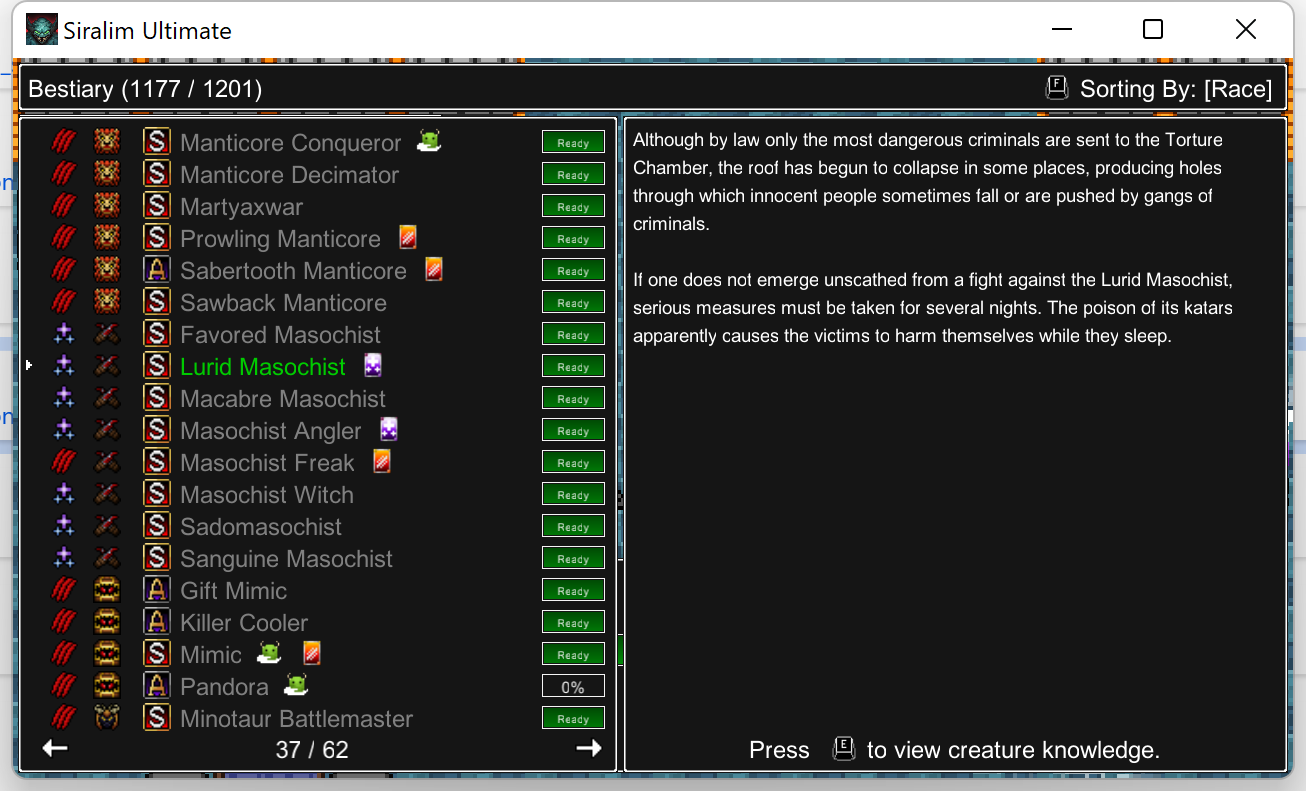 Siralim Ultimate
Bestiary (1177 / 1201)
F Sorting By: [Race]
S Manticore Conqueror Ready
S Manticore Decimator Ready
S Martyaxwar Ready
S Prowling Manticore Ready
A Sabertooth Manticore Ready
S Sawback Manticore Ready
S Favored Masochist Ready
S Lurid Masochist Ready
S Macabre Masochist Ready
S Masochist Angler Ready
S Masochist Freak Ready
S Masochist Witch Ready
S Sadomasochist Ready
S Sanguine Masochist Ready
A Gift Mimic Ready
A Killer Cooler Ready
S Mimic Ready
A Pandora 0%
S Minotaur Battlemaster Ready
37 / 62
Although by law only the most dangerous criminals are sent to the Torture
Chamber, the roof has begun to collapse in some places, producing holes
through which innocent people sometimes fall or are pushed by gangs of
criminals.
If one does not emerge unscathed from a fight against the Lurid Masochist,
serious measures must be taken for several nights. The poison of its katars
apparently causes the victims to harm themselves while they sleep.
Press E to view creature knowledge.